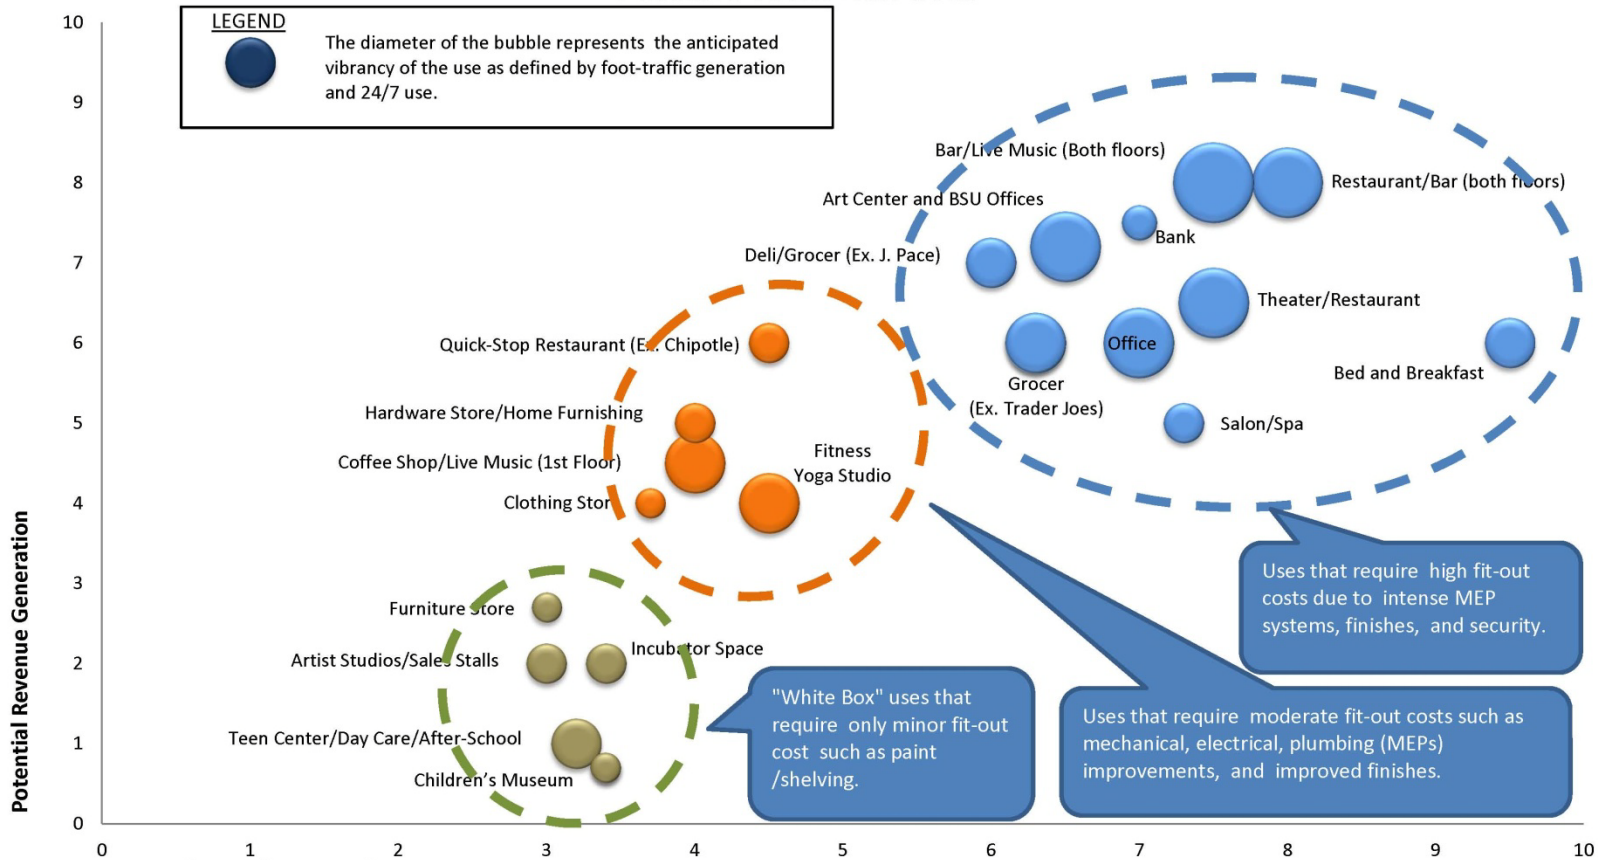 LEGEND
The diameter of the bubble represents the anticipated
vibrancy of the use as defined by foot-traffic generation
and 24/7 use.
10
9
8
7
6
5
4
3
2
1
0
Potential Revenue Generation
Bar/Live Music (Both floors)
Restaurant/Bar (both floors)
Art Center and BSU Offices
Bank
Deli/Grocer (Ex. J. Pace)
Theater/Restaurant
Quick-Stop Restaurant (Ex. Chipotle)
Office
Bed and Breakfast
Grocer
(Ex. Trader Joes)
Hardware Store/Home Furnishing
Salon/Spa
Fitness
Yoga Studio
Coffee Shop/Live Music (1st Floor)
Clothing Stor
Furniture Store
Incubator Space
Artist Studios/Sales Stalls
Teen Center/Day Care/After-School
Children's Museum
Uses that require high fit-out
costs due to intense MEP
systems, finishes, and security.
"White Box" uses that
require only minor fit-out
cost such as paint
/shelving.
Uses that require moderate fit-out costs such as
mechanical, electrical, plumbing (MEPs)
improvements, and improved finishes.
0 1 2 3 4 5 6 7 8 9 10